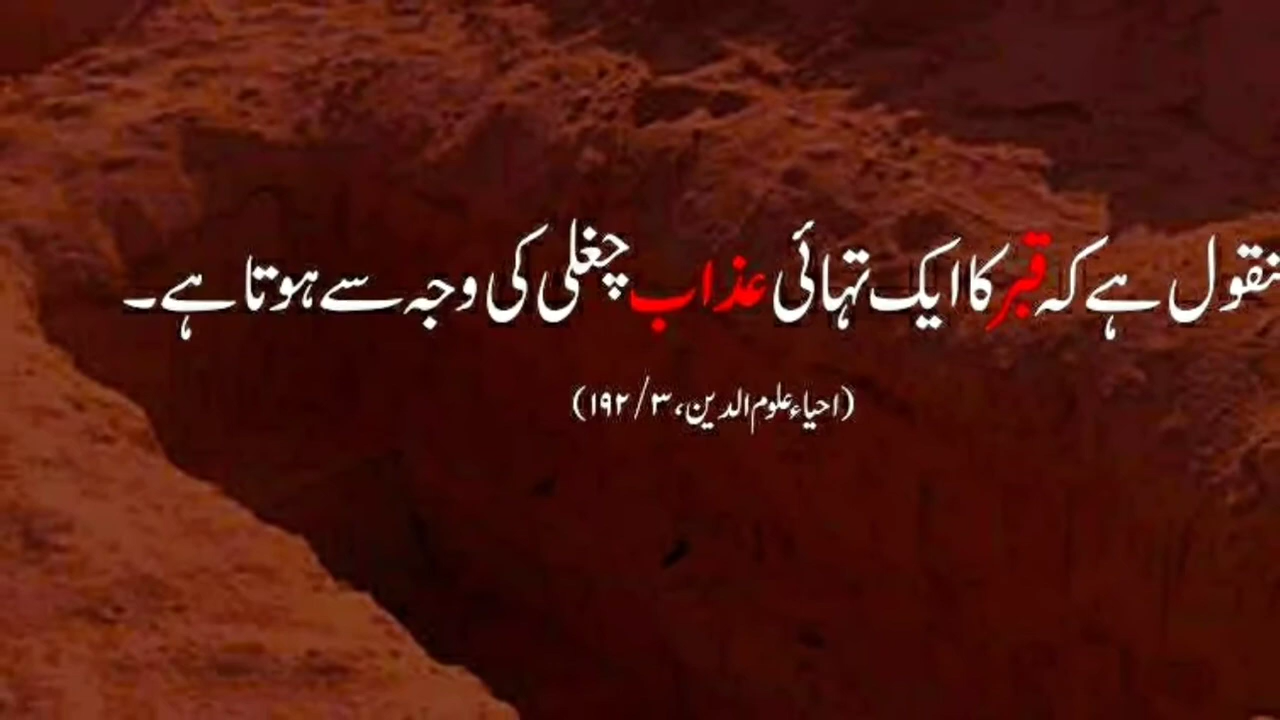 نقول ہے کہ قبر کا ایک تہائی عذاب چغلی کی وجہ سے ہوتا ہے۔
(احیاء علوم الدین، ۳/۱۹۲)